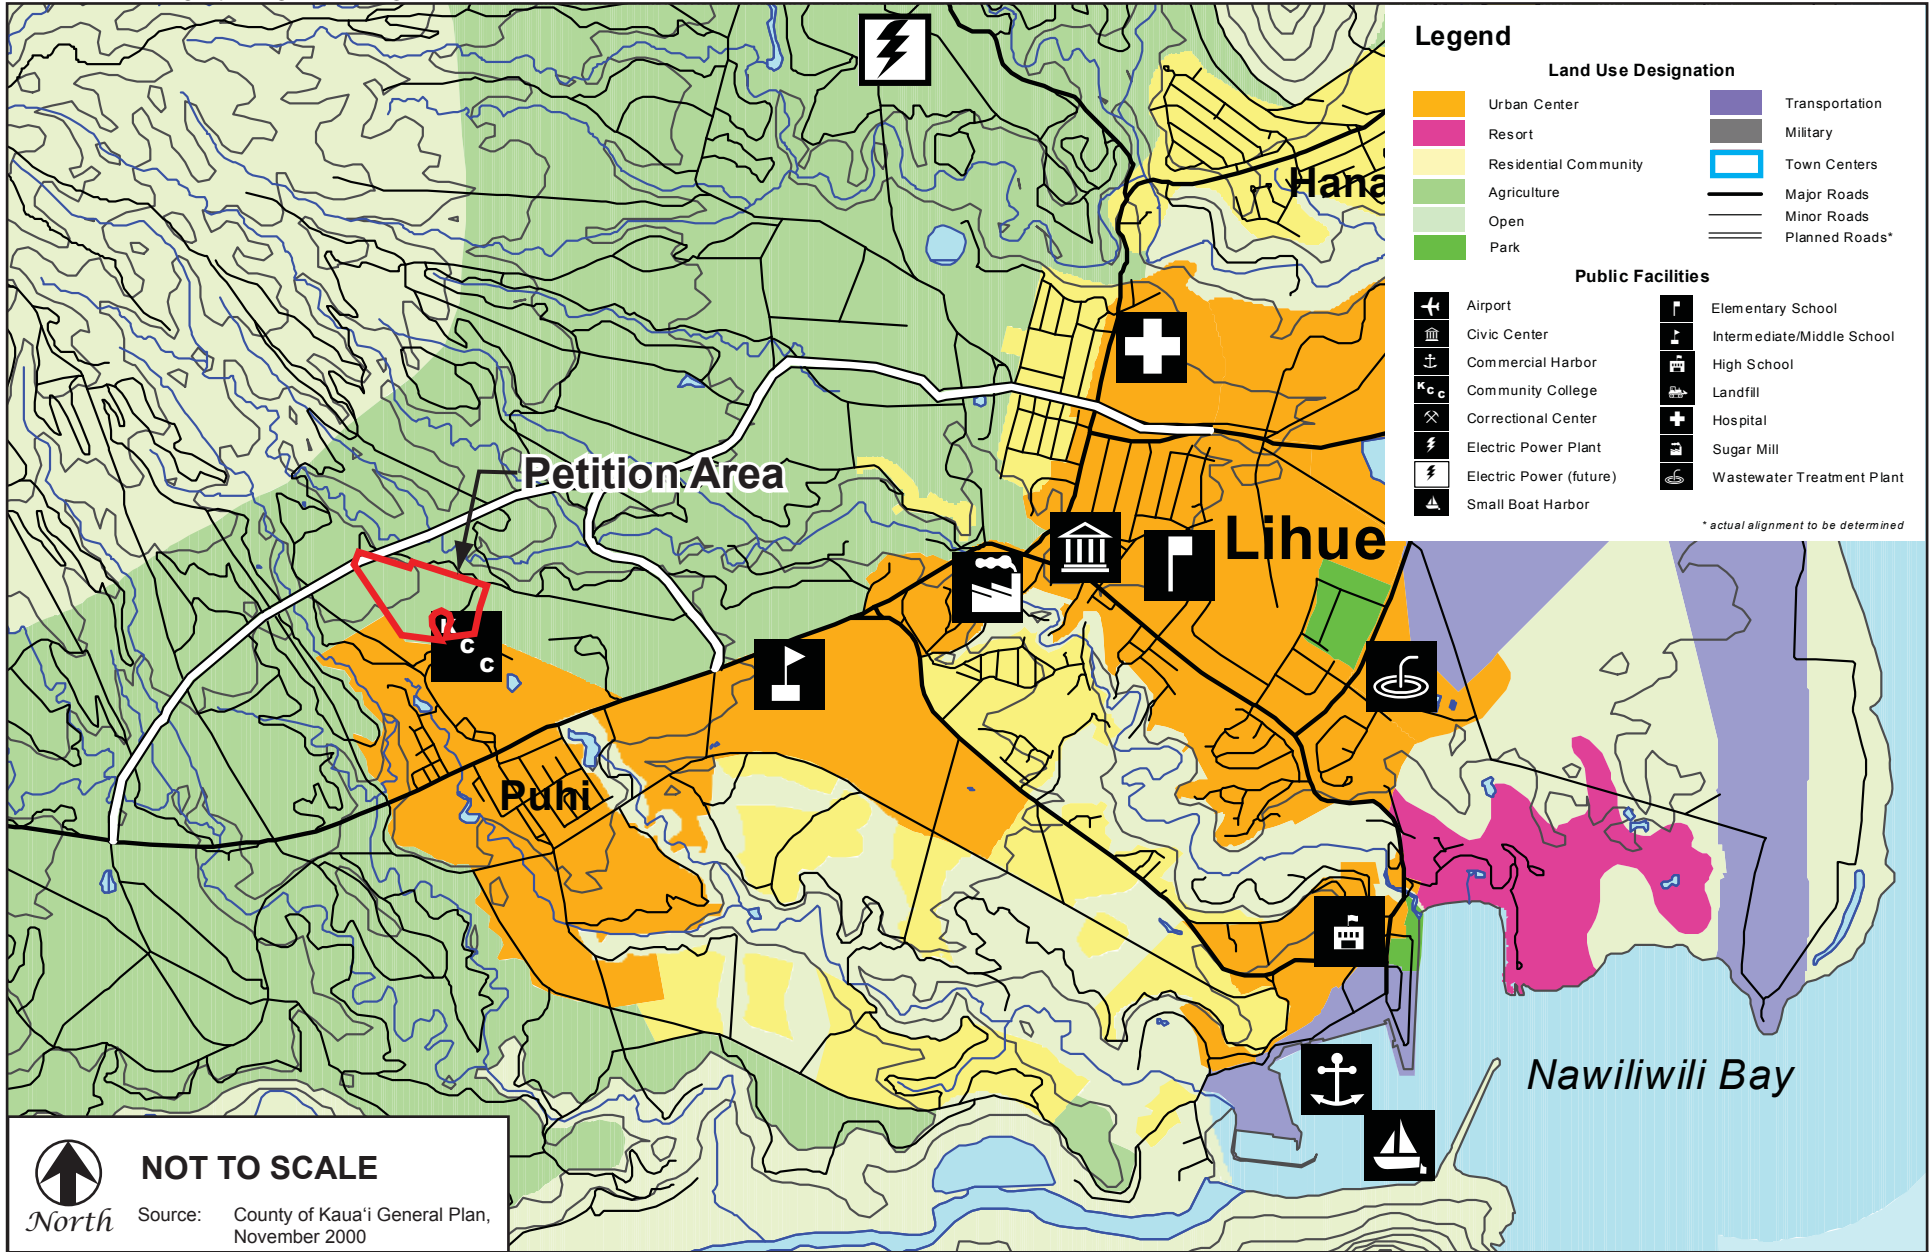 Legend
Land Use Designation
Urban Center
Resort
Residential Community
Agriculture
Open
Park
Transportation
Military
Town Centers
Major Roads
Minor Roads
Planned Roads*
Public Facilities
Airport
Civic Center
Commercial Harbor
K C C
Community College
Correctional Center
Electric Power Plant
Electric Power (future)
Small Boat Harbor
Elementary School
Intermediate/Middle School
High School
Landfill
Hospital
Sugar Mill
Wastewater Treatment Plant
* actual alignment to be determined
Hana
Petition Area
Lihue
K
C
C
Puhi
Nawiliwili Bay
North
NOT TO SCALE
Source: County of Kauaʻi General Plan,
November 2000